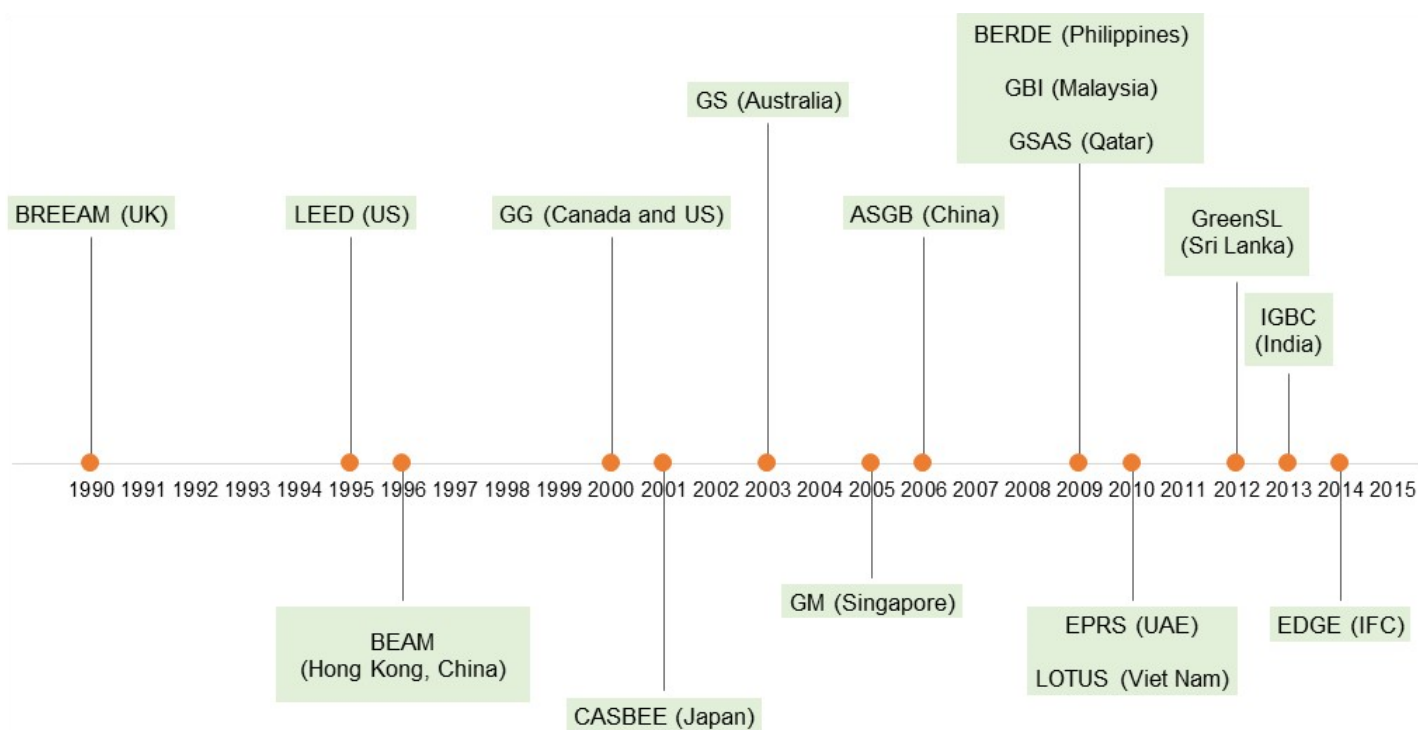 BERDE (Philippines)
GBI (Malaysia)
GSAS (Qatar)
GS (Australia)
BREEAM (UK)
LEED (US)
GG (Canada and US)
ASGB (China)
GreenSL
(Sri Lanka)
IGBC
(India)
1990 1991 1992 1993 1994 1995 1996 1997 1998 1999 2000 2001 2002 2003 2004 2005 2006 2007 2008 2009 2010 2011 2012 2013 2014 2015
GM (Singapore)
EPRS (UAE)
LOTUS (Viet Nam)
EDGE (IFC)
BEAM
(Hong Kong, China)
CASBEE (Japan)